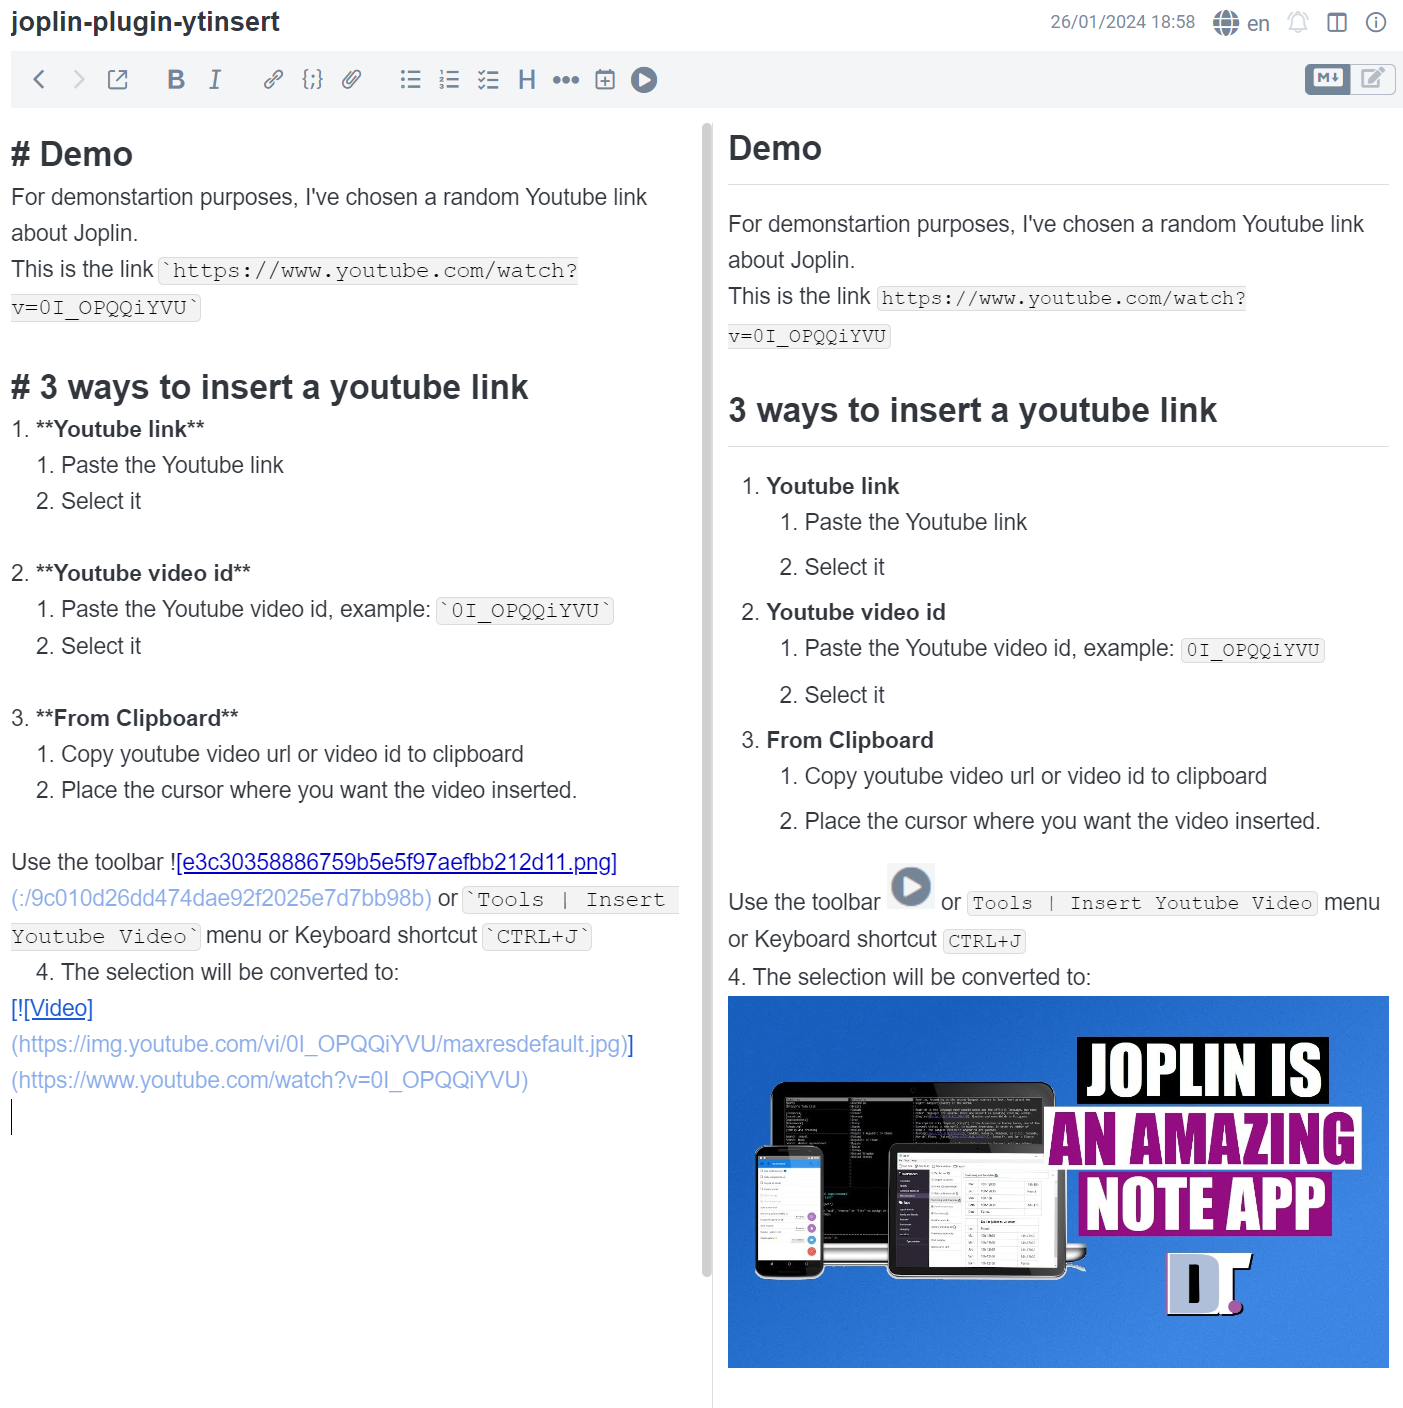 joplin-plugin-ytinsert
26/01/2024 18:58
en
B I
H
M↓
# Demo
For demonstartion purposes, I've chosen a random Youtube link
about Joplin.
This is the link `https://www.youtube.com/watch?
v=0I_OPQQiYVU`
# 3 ways to insert a youtube link
1. **Youtube link**
1. Paste the Youtube link
2. Select it
2. **Youtube video id**
1. Paste the Youtube video id, example: `0I_OPQQiYVU`
2. Select it
3. **From Clipboard**
1. Copy youtube video url or video id to clipboard
2. Place the cursor where you want the video inserted.
Use the toolbar ![e3c30358886759b5e5f97aefbb212d11.png]
(:/9c010d26dd474dae92f2025e7d7bb98b) or `Tools | Insert
Youtube Video` menu or Keyboard shortcut `CTRL+J`
4. The selection will be converted to:
[![Video]
(https://img.youtube.com/vi/0I_OPQQiYVU/maxresdefault.jpg)]
(https://www.youtube.com/watch?v=0I_OPQQiYVU)
Demo
For demonstartion purposes, I've chosen a random Youtube link
about Joplin.
This is the link https://www.youtube.com/watch?
v=0I_OPQQiYVU
3 ways to insert a youtube link
1. Youtube link
1. Paste the Youtube link
2. Select it
2. Youtube video id
1. Paste the Youtube video id, example: 0I_OPQQiYVU
2. Select it
3. From Clipboard
1. Copy youtube video url or video id to clipboard
2. Place the cursor where you want the video inserted.
Use the toolbar or Tools | Insert Youtube Video menu
or Keyboard shortcut CTRL+J
4. The selection will be converted to:
JOPLIN IS
AN AMAZING
NOTE APP
DT.